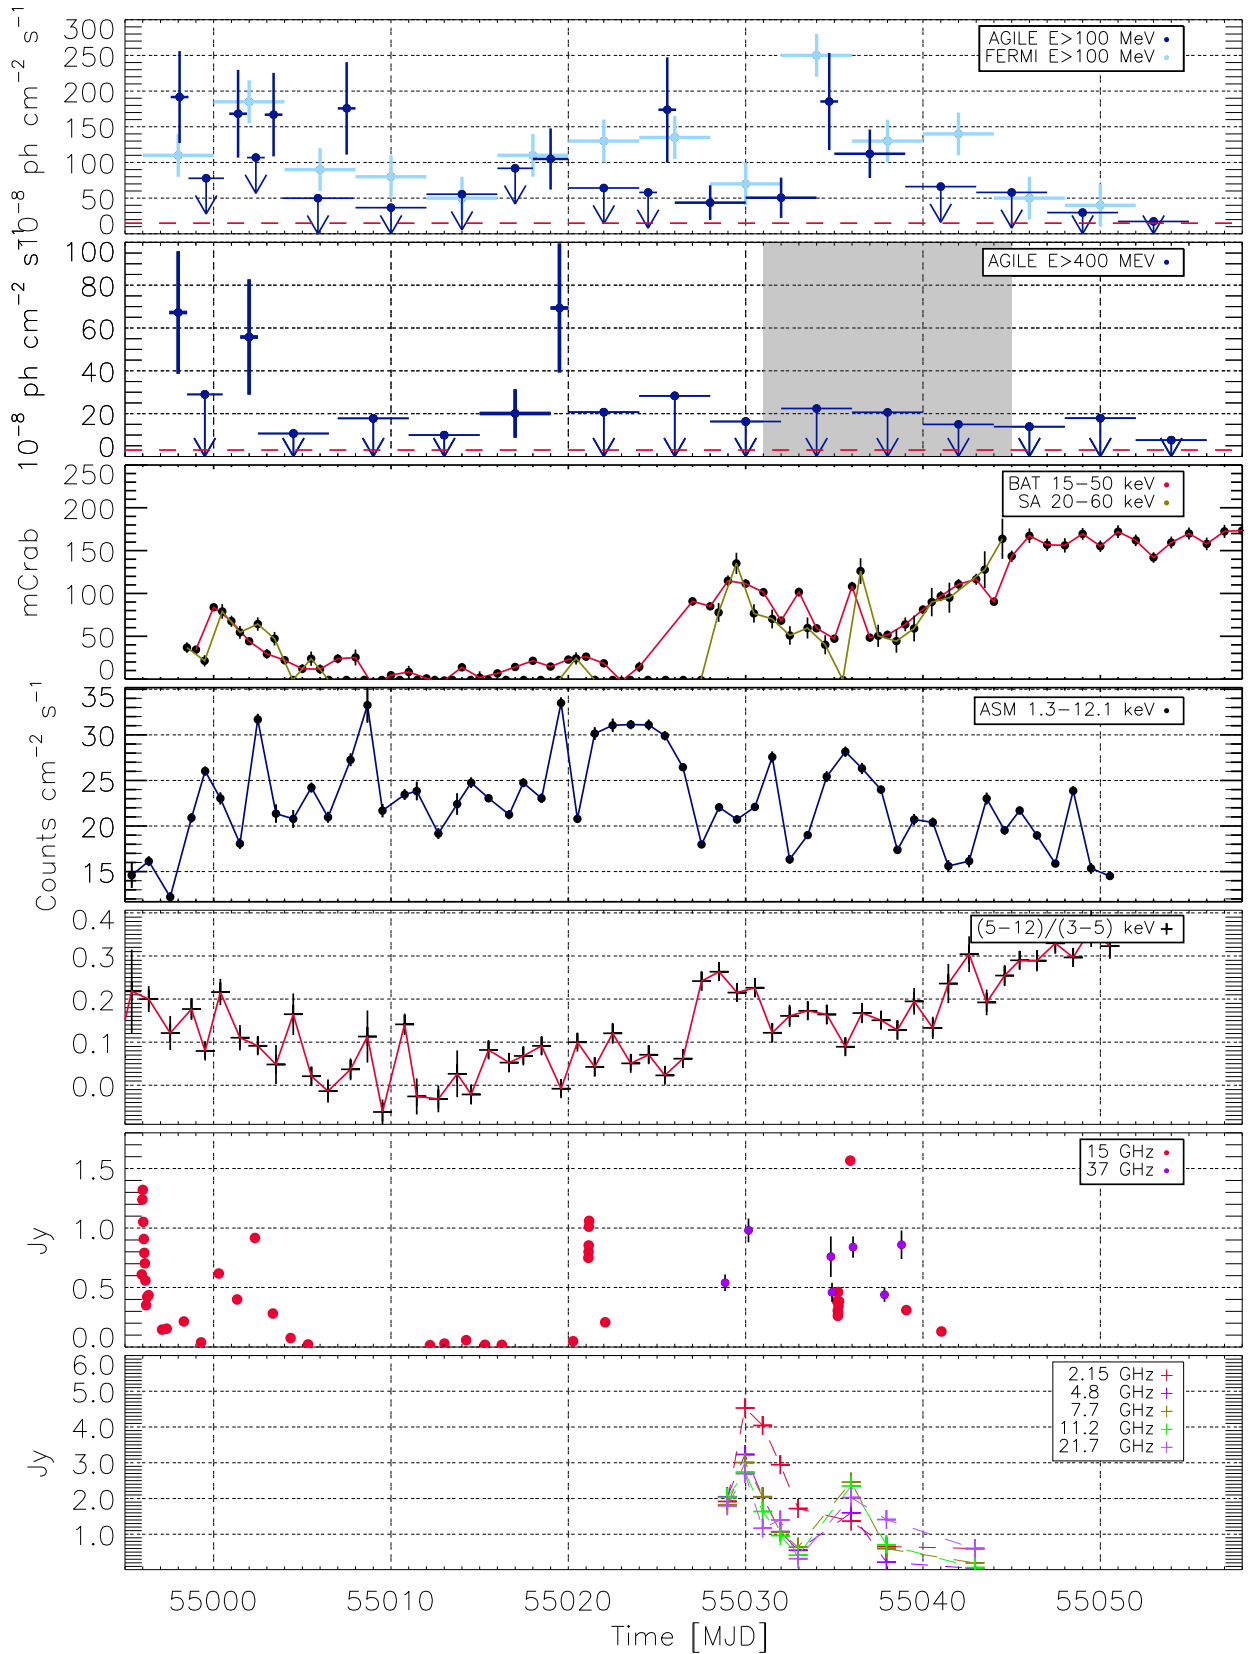 10⁻⁸ ph cm⁻² s⁻¹
300
250
200
150
100
50
0
AGILE E>100 MeV
FERMI E>100 MeV
10⁻⁸ ph cm⁻² s⁻¹
100
80
60
40
20
0
AGILE E>400 MEV
mCrab
250
200
150
100
50
0
BAT 15−50 keV
SA 20−60 keV
Counts cm⁻² s⁻¹
35
30
25
20
15
ASM 1.3−12.1 keV
0.4
0.3
0.2
0.1
0.0
(5−12)/(3−5) keV
Jy
1.5
1.0
0.5
0.0
15 GHz
37 GHz
Jy
6.0
5.0
4.0
3.0
2.0
1.0
2.15 GHz
4.8 GHz
7.7 GHz
11.2 GHz
21.7 GHz
55000
55010
55020
55030
55040
55050
Time [MJD]